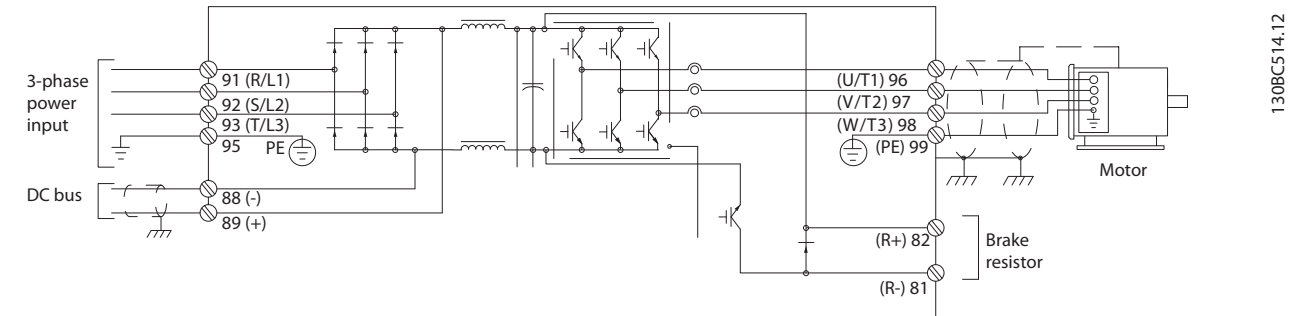 130BC514.12
3-phase
power
input
91 (R/L1)
92 (S/L2)
93 (T/L3)
95
PE
(U/T1) 96
(V/T2) 97
(W/T3) 98
(PE) 99
Motor
DC bus
88 (-)
89 (+)
(R+) 82
Brake
resistor
(R-) 81